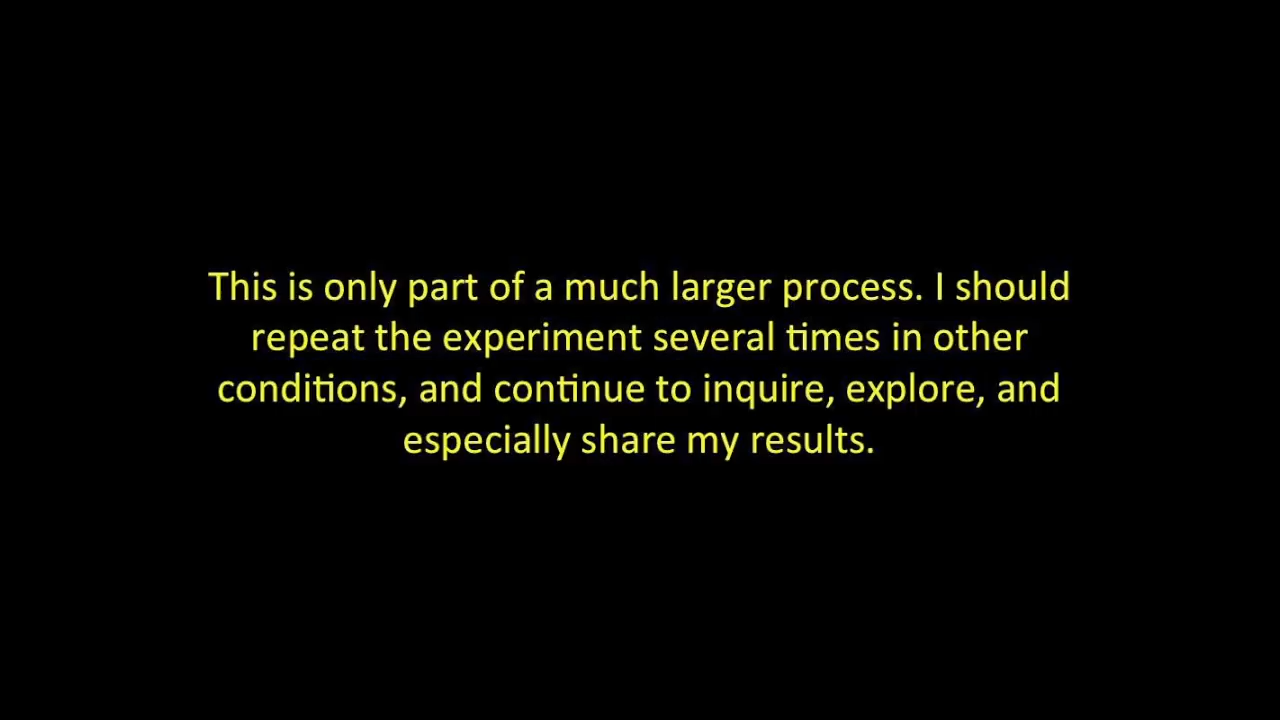 This is only part of a much larger process. I should
repeat the experiment several times in other
conditions, and continue to inquire, explore, and
especially share my results.